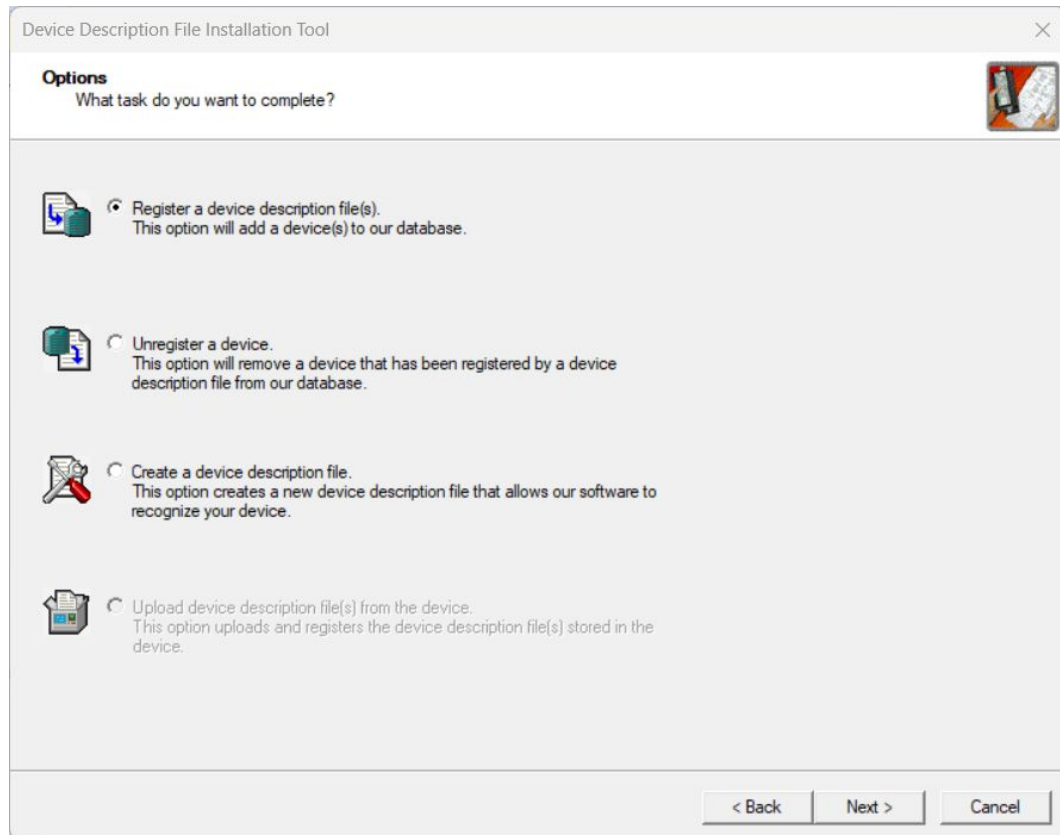 Device Description File Installation Tool
Options
What task do you want to complete?
Register a device description file(s).
This option will add a device(s) to our database.
Unregister a device.
This option will remove a device that has been registered by a device
description file from our database.
Create a device description file.
This option creates a new device description file that allows our software to
recognize your device.
Upload device description file(s) from the device.
This option uploads and registers the device description file(s) stored in the
device.
< Back
Next >
Cancel